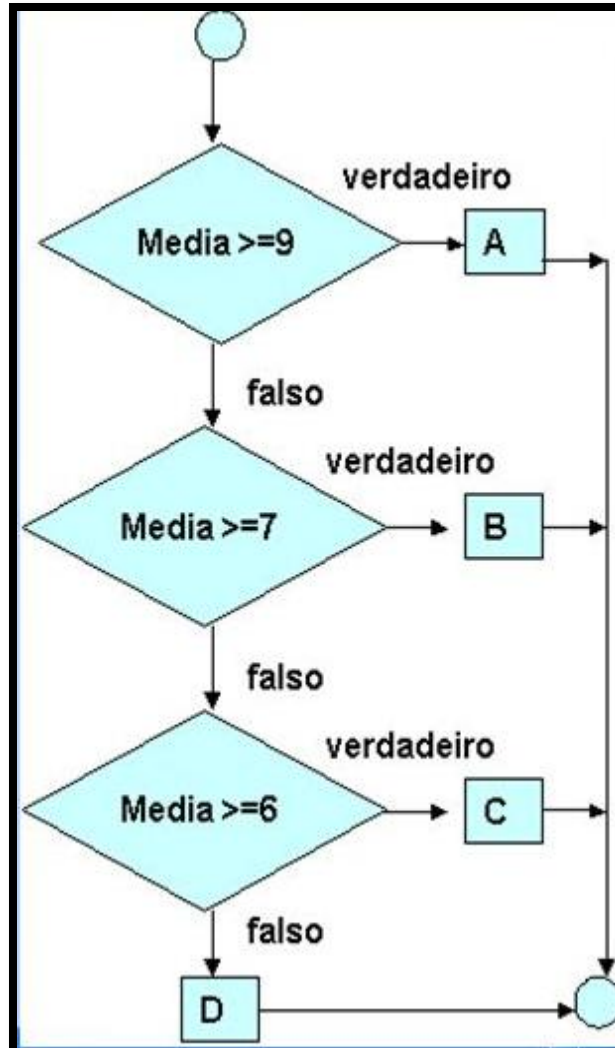 verdadeiro
Media >=9
A
falso
verdadeiro
Media >=7
B
falso
verdadeiro
Media >=6
C
falso
D